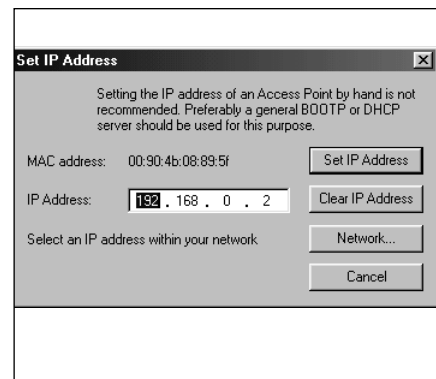 Set IP Address
Setting the IP address of an Access Point by hand is not
recommended. Preferably a general BOOTP or DHCP
server should be used for this purpose.
MAC address: 00:90:4b:08:89:5f
Set IP Address
IP Address: 192 . 168 . 0 . 2
Clear IP Address
Select an IP address within your network
Network...
Cancel